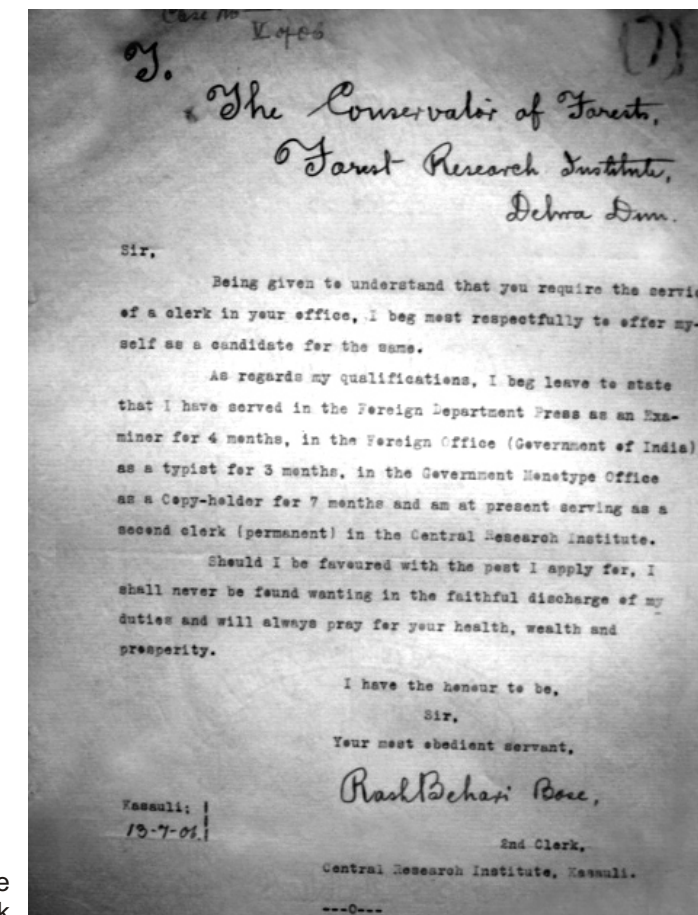 Case No
V of 06
(7)
To.
The Conservator of Forests,
Forest Research Institute,
Dehra Dun.
Sir,
Being given to understand that you require the servic
of a clerk in your office, I beg most respectfully to offer my-
self as a candidate for the same.
As regards my qualifications, I beg leave to state
that I have served in the Foreign Department Press as an Exa-
miner for 4 months, in the Foreign Office (Government of India)
as a typist for 3 months, in the Government Monotype Office
as a Copy-holder for 7 months and am at present serving as a
second clerk (permanent) in the Central Research Institute.
Should I be favoured with the post I apply for, I
shall never be found wanting in the faithful discharge of my
duties and will always pray for your health, wealth and
prosperity.
I have the honour to be,
Sir,
Your most obedient servant,
RashBehari Bose,
Kasauli;
13-7-06.
2nd Clerk,
Central Research Institute, Kasauli.
---0---
e
k